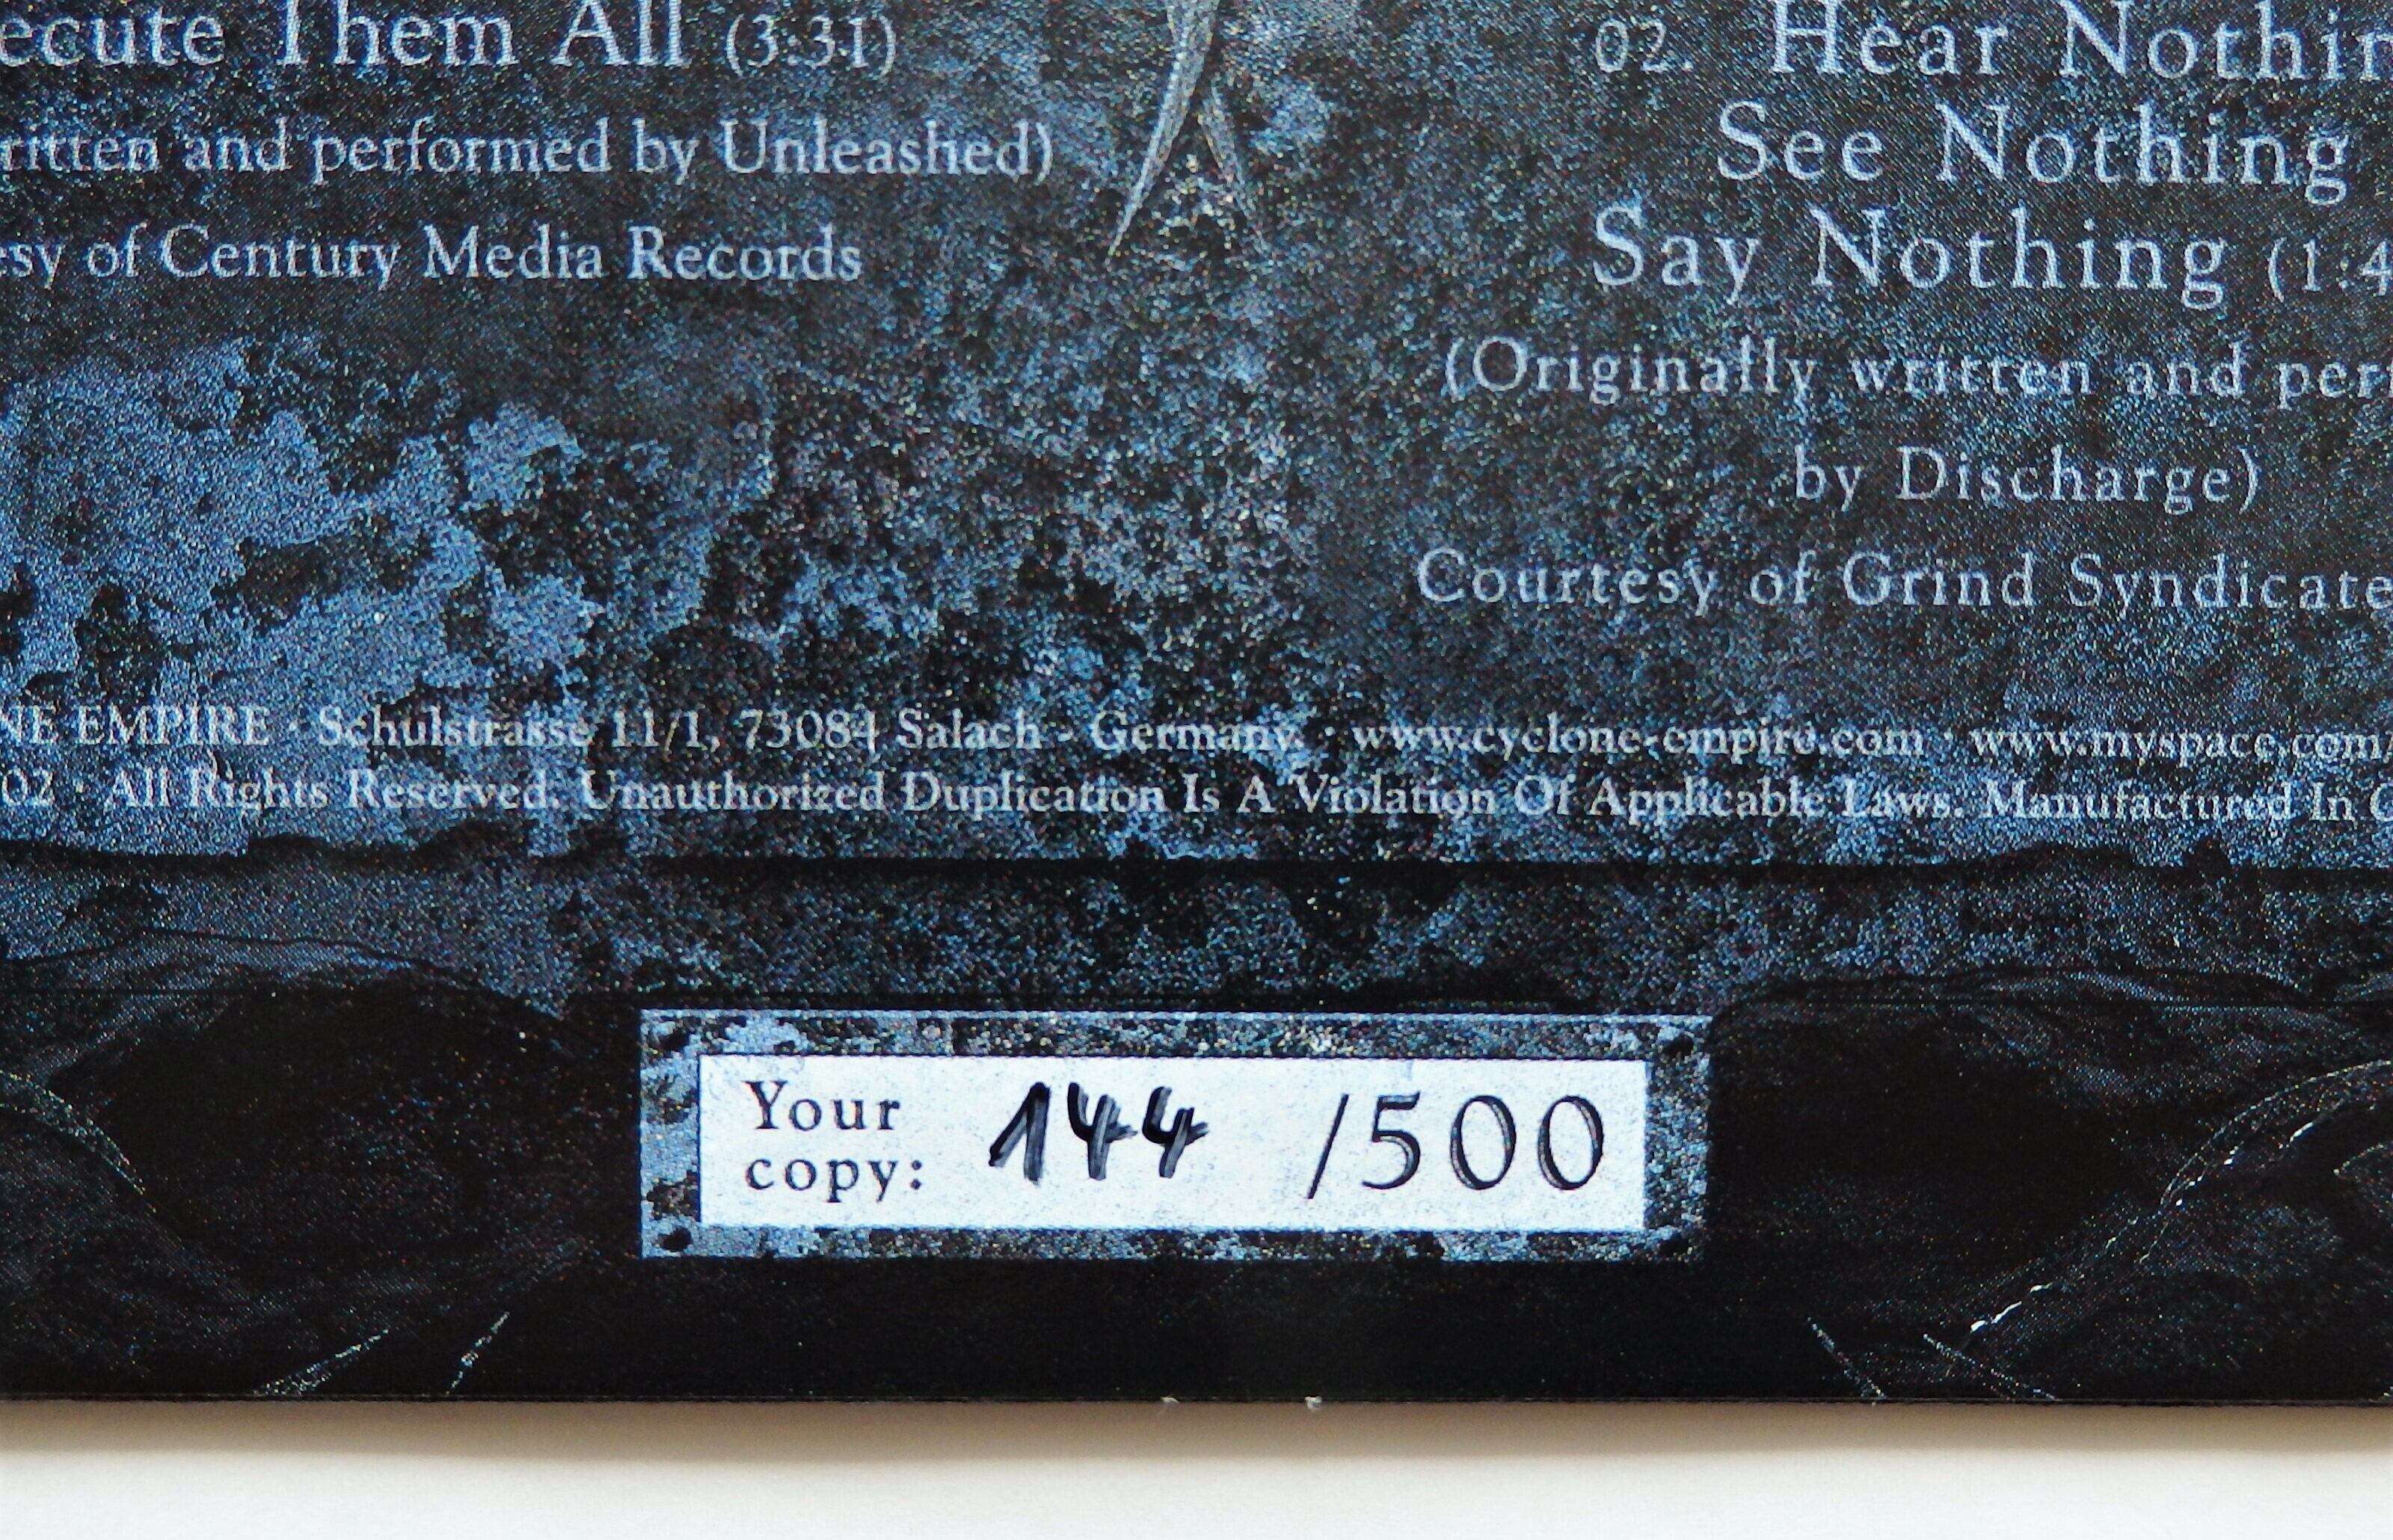 ecute Them All (3:31)
ritten and performed by Unleashed)
esy of Century Media Records
02. Hear Nothin
See Nothing
Say Nothing (1:4
(Originally written and perf
by Discharge)
Courtesy of Grind Syndicate
NE EMPIRE · Schulstrasse 11/1, 73084 Salach - Germany · www.cyclone-empire.com · www.myspace.com/
02 · All Rights Reserved. Unauthorized Duplication Is A Violation Of Applicable Laws. Manufactured In G
Your
copy: 144 /500